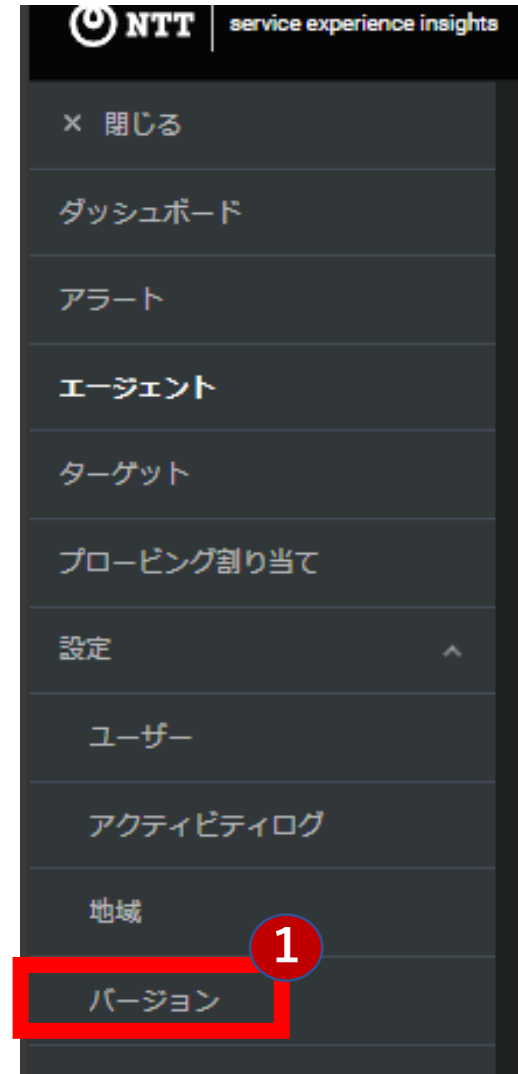 NTT service experience insights
× 閉じる
ダッシュボード
アラート
エージェント
ターゲット
プロービング割り当て
設定
ユーザー
アクティビティログ
地域
1
バージョン